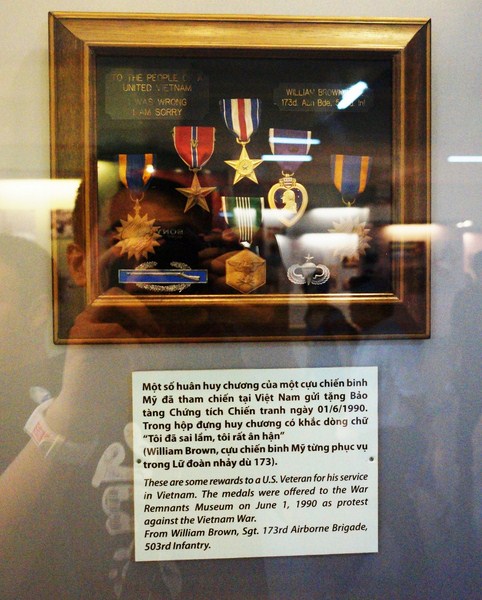 TO THE PEOPLE OF A
UNITED VIETNAM
I WAS WRONG
I AM SORRY
WILLIAM BROWN
173d. Abn Bde.
Một số huân huy chương của một cựu chiến binh
Mỹ đã tham chiến tại Việt Nam gửi tặng Bảo
tàng Chứng tích Chiến tranh ngày 01/6/1990.
Trong hộp đựng huy chương có khắc dòng chữ
“Tôi đã sai lầm, tôi rất ân hận”
(William Brown, cựu chiến binh Mỹ từng phục vụ
trong Lữ đoàn nhảy dù 173).
These are some rewards to a U.S. Veteran for his service
in Vietnam. The medals were offered to the War
Remnants Museum on June 1, 1990 as protest
against the Vietnam War.
From William Brown, Sgt. 173rd Airborne Brigade,
503rd Infantry.